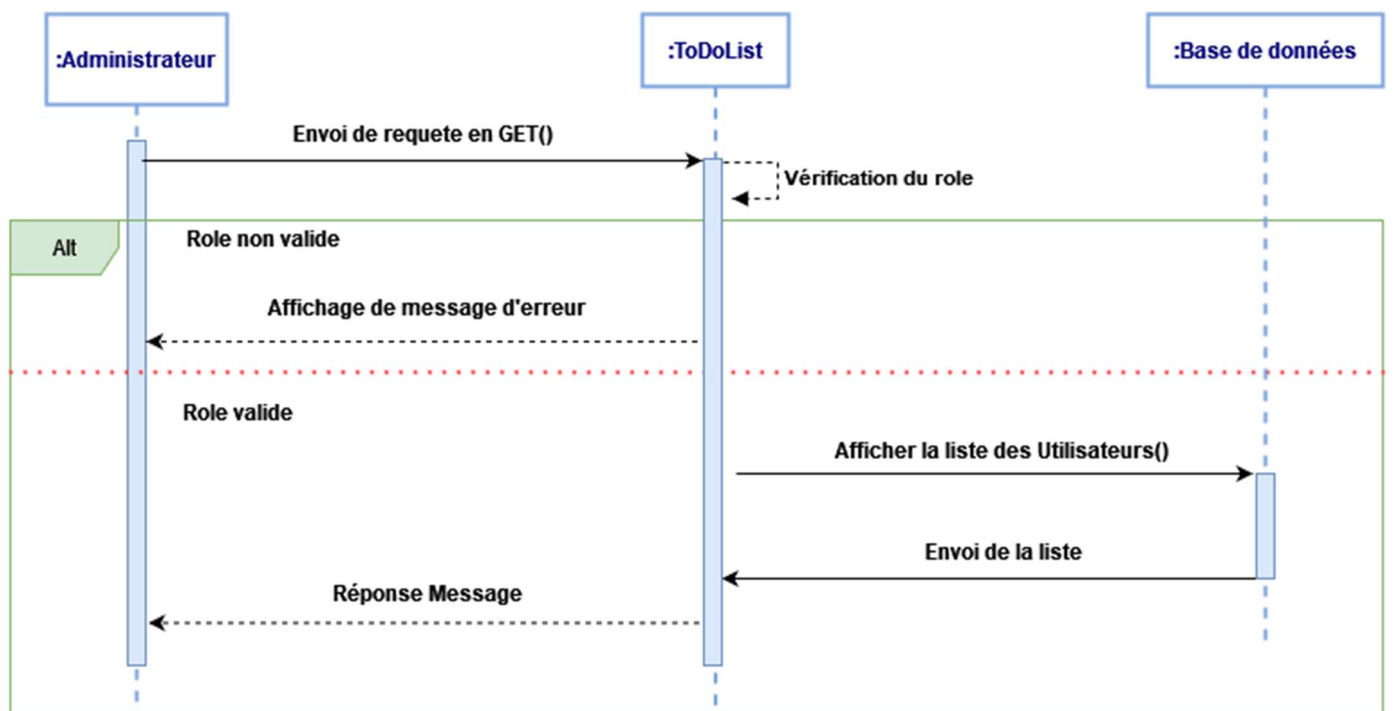 :Administrateur
:ToDoList
:Base de données
Envoi de requete en GET()
Vérification du role
Alt
Role non valide
Affichage de message d'erreur
Role valide
Afficher la liste des Utilisateurs()
Envoi de la liste
Réponse Message